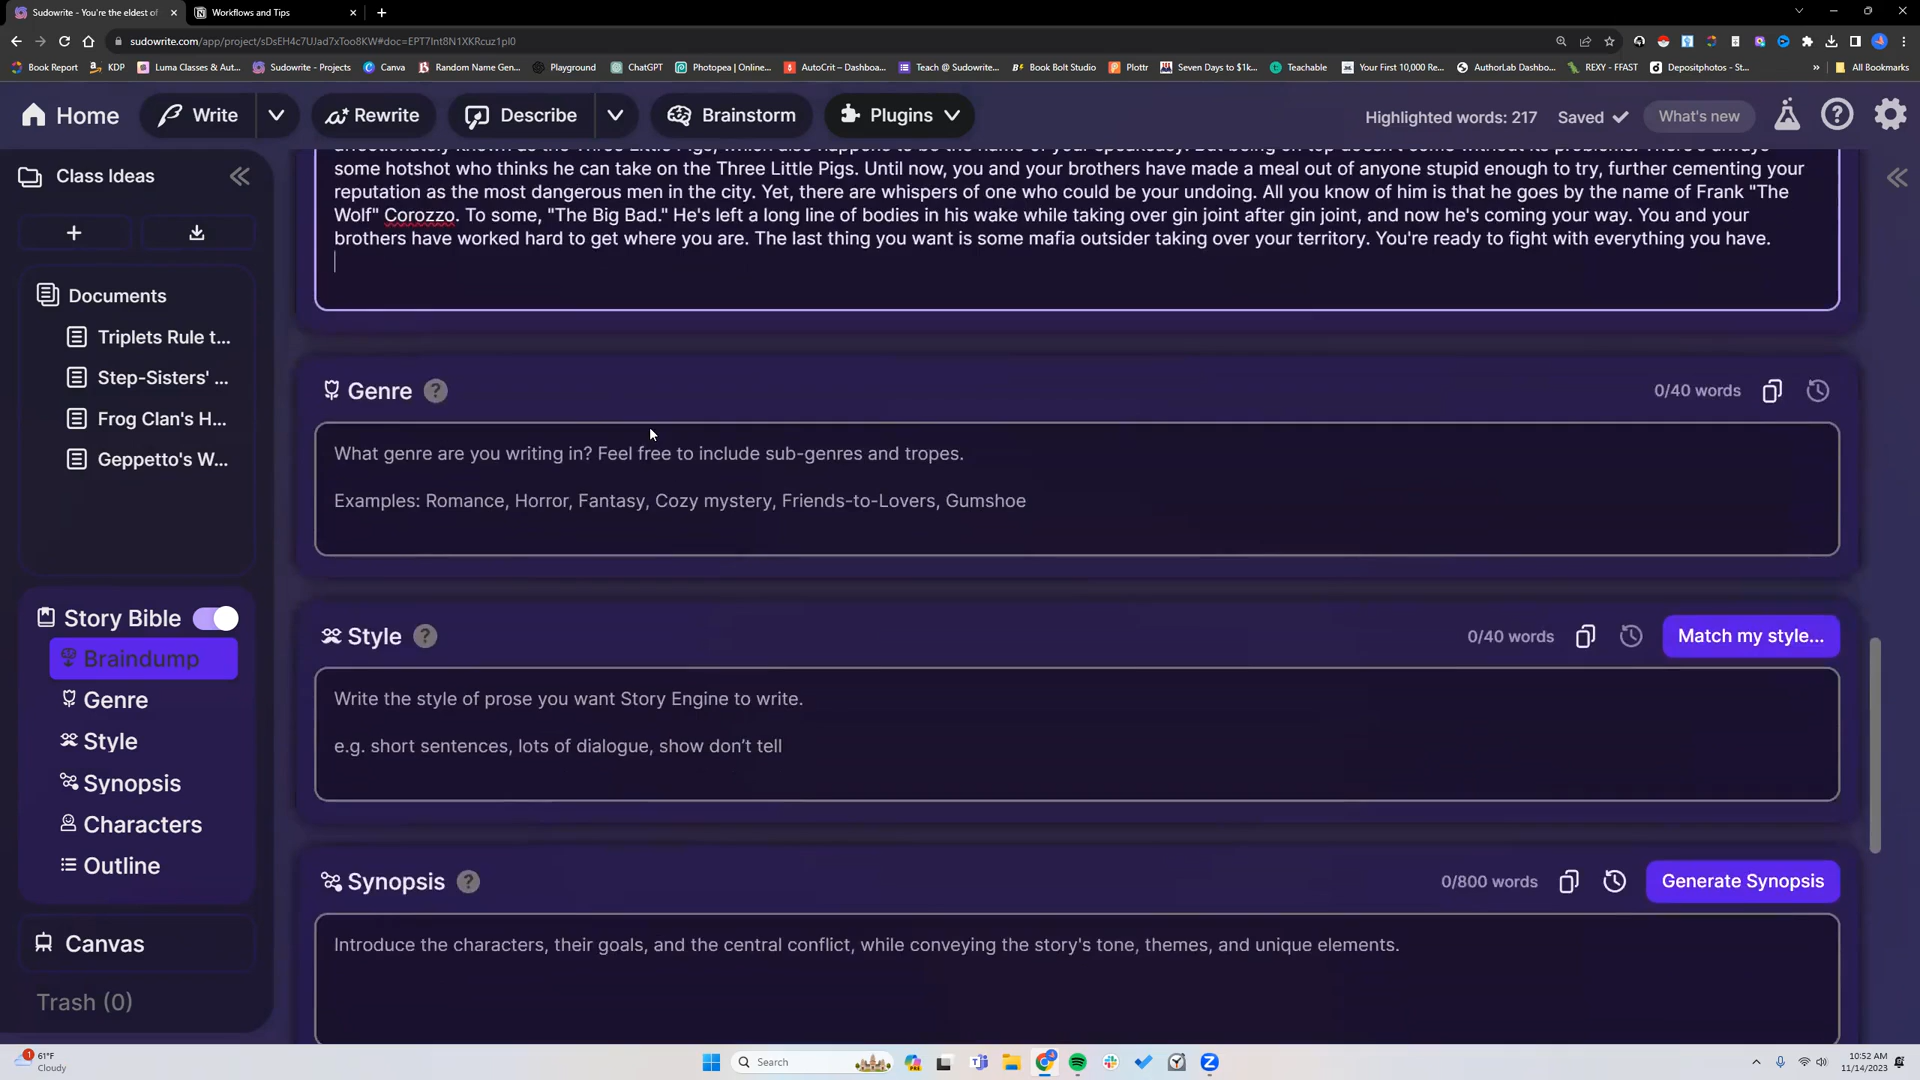 Sudowrite - You're the eldest of
Workflows and Tips
sudowrite.com/app/project/sDsEH4c7UJad7xToo8KW#doc=EPT7Int8N1XKRcuz1pI0
Book Report
KDP
Luma Classes & Aut...
Sudowrite - Projects
Canva
Random Name Gen...
Playground
ChatGPT
Photopea | Online...
AutoCrit – Dashboa...
Teach @ Sudowrite...
Book Bolt Studio
Plottr
Seven Days to $1k...
Teachable
Your First 10,000 Re...
AuthorLab Dashbo...
REXY - FFAST
Depositphotos - St...
All Bookmarks
Home
Write
Rewrite
Describe
Brainstorm
Plugins
Highlighted words: 217
Saved
What's new
Class Ideas
Documents
Triplets Rule t...
Step-Sisters' ...
Frog Clan's H...
Geppetto's W...
Story Bible
Braindump
Genre
Style
Synopsis
Characters
Outline
Canvas
Trash (0)
some hotshot who thinks he can take on the Three Little Pigs. Until now, you and your brothers have made a meal out of anyone stupid enough to try, further cementing your
reputation as the most dangerous men in the city. Yet, there are whispers of one who could be your undoing. All you know of him is that he goes by the name of Frank "The
Wolf" Corozzo. To some, "The Big Bad." He's left a long line of bodies in his wake while taking over gin joint after gin joint, and now he's coming your way. You and your
brothers have worked hard to get where you are. The last thing you want is some mafia outsider taking over your territory. You're ready to fight with everything you have.
Genre
0/40 words
What genre are you writing in? Feel free to include sub-genres and tropes.
Examples: Romance, Horror, Fantasy, Cozy mystery, Friends-to-Lovers, Gumshoe
Style
0/40 words
Match my style...
Write the style of prose you want Story Engine to write.
e.g. short sentences, lots of dialogue, show don't tell
Synopsis
0/800 words
Generate Synopsis
Introduce the characters, their goals, and the central conflict, while conveying the story's tone, themes, and unique elements.
61°F
Cloudy
Search
10:52 AM
11/14/2023